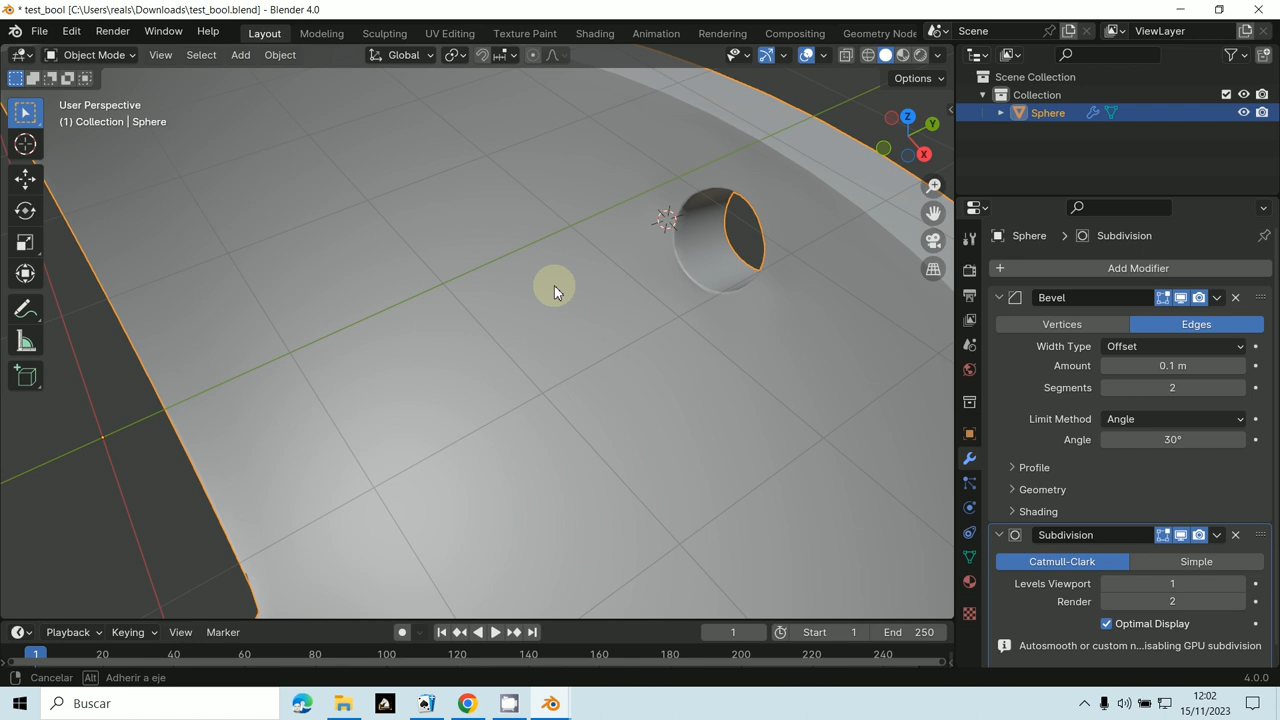 * test_bool [C:\Users\reals\Downloads\test_bool.blend] - Blender 4.0
File Edit Render Window Help Layout Modeling Sculpting UV Editing Texture Paint Shading Animation Rendering Compositing Geometry Node Scene ViewLayer
Object Mode View Select Add Object Global
Options
User Perspective
(1) Collection | Sphere
Z
Y
X
Scene Collection
Collection
Sphere
Sphere > Subdivision
+ Add Modifier
Bevel
Vertices Edges
Width Type Offset
Amount 0.1 m
Segments 2
Limit Method Angle
Angle 30°
Profile
Geometry
Shading
Subdivision
Catmull-Clark Simple
Levels Viewport 1
Render 2
Optimal Display
Autosmooth or custom n...isabling GPU subdivision
Playback Keying View Marker 1 Start 1 End 250
1 20 40 60 80 100 120 140 160 180 200 220 240
Cancelar Alt Adherir a eje 4.0.0
Buscar
12:02
15/11/2023